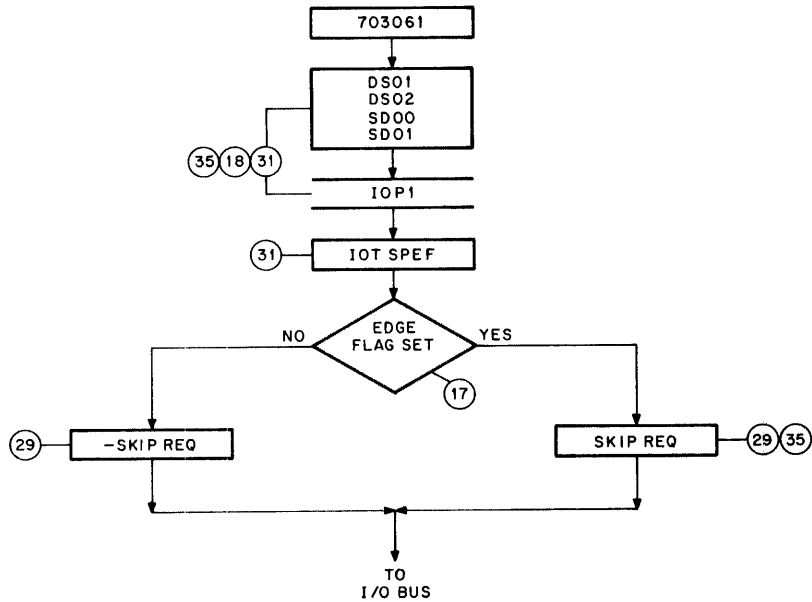 703061
DS01
DS02
SD00
SD01
35 18 31
IOP1
31
IOT SPEF
NO
EDGE
FLAG SET
YES
17
29
-SKIP REQ
SKIP REQ
29 35
TO
I/O BUS